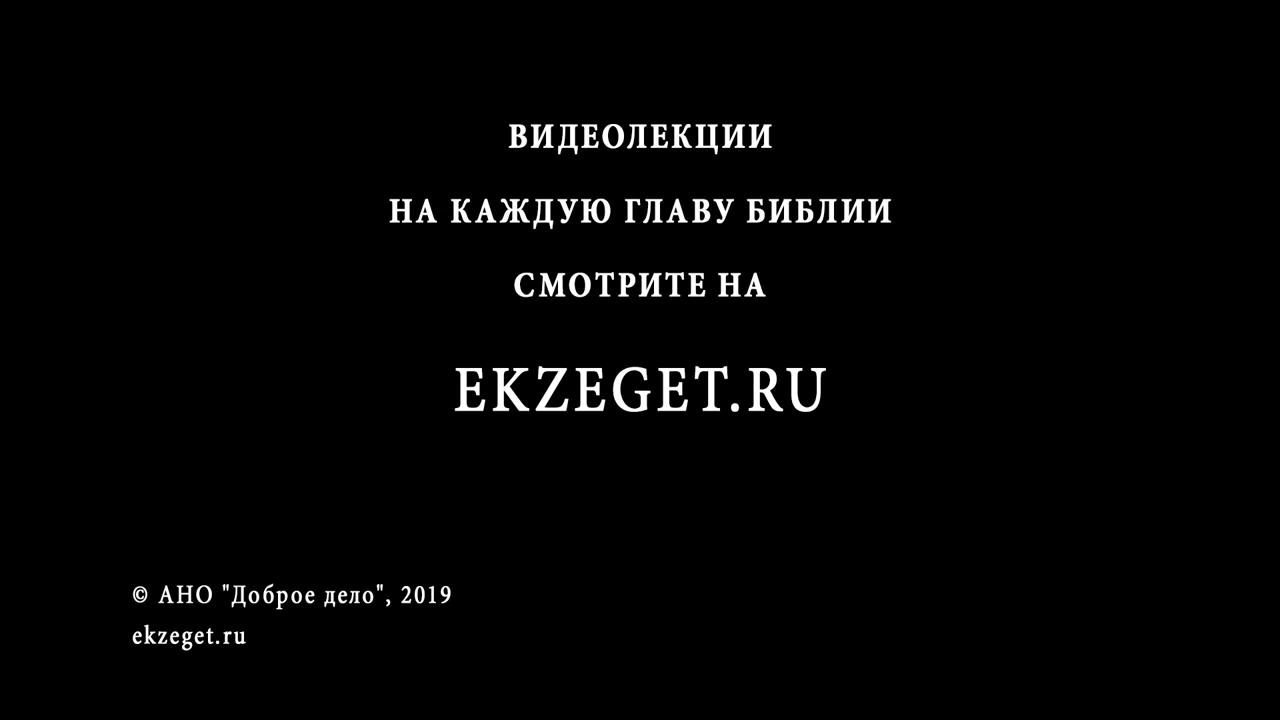 ВИДЕОЛЕКЦИИ
НА КАЖДУЮ ГЛАВУ БИБЛИИ
СМОТРИТЕ НА
EKZEGET.RU
© АНО "Доброе дело", 2019
ekzeget.ru